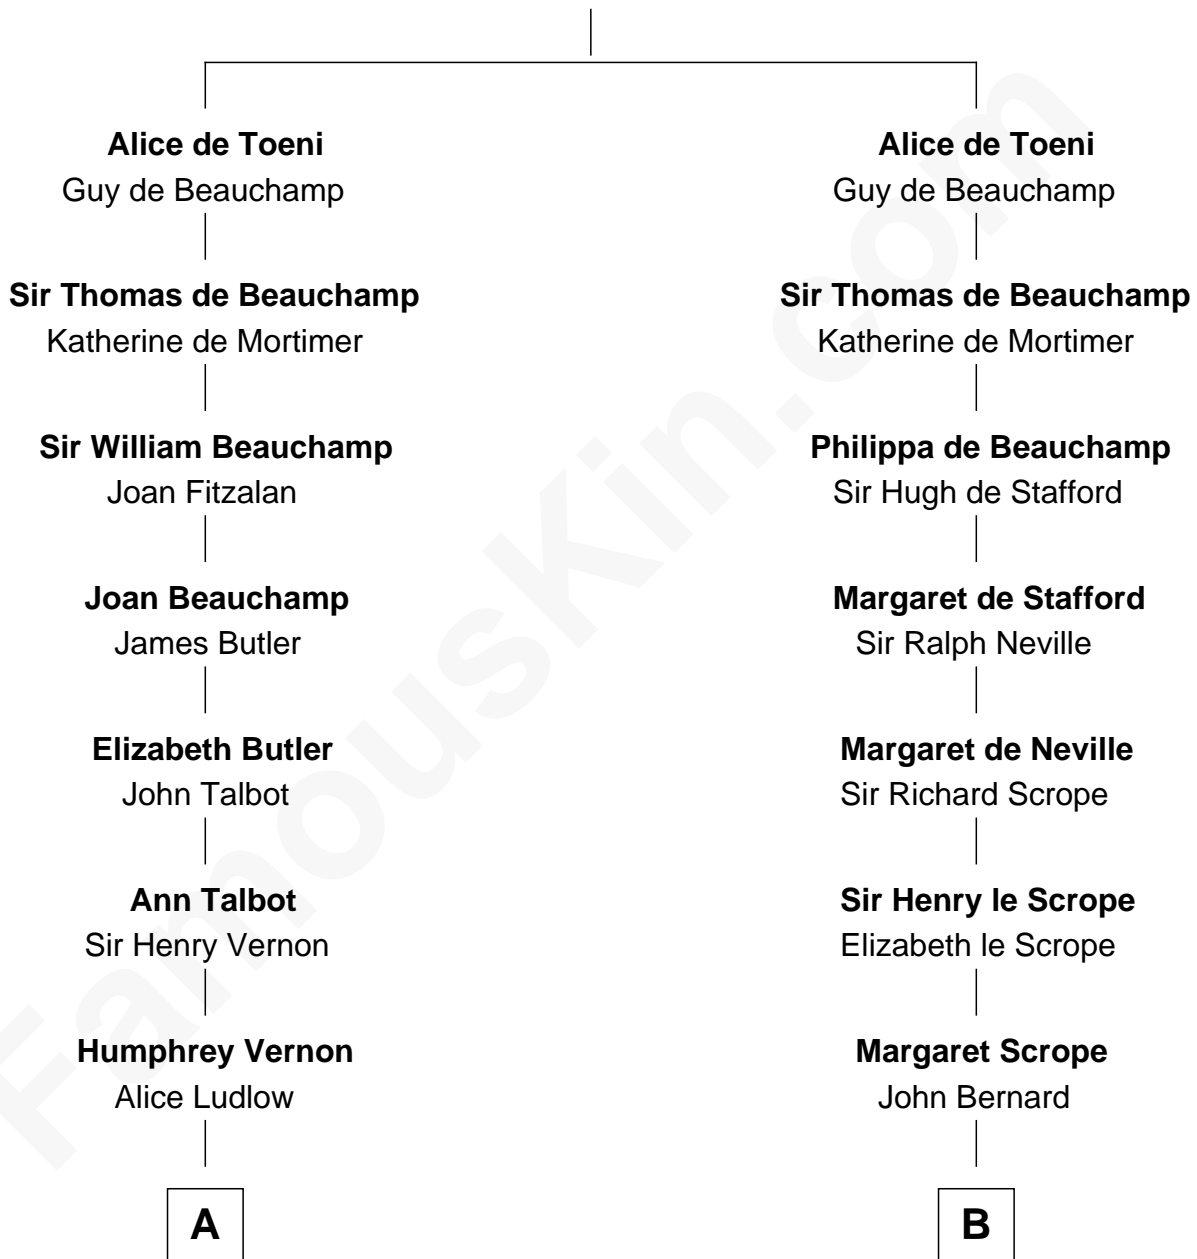 Alice de Toeni
Guy de Beauchamp
Sir Thomas de Beauchamp
Katherine de Mortimer
Sir William Beauchamp
Joan Fitzalan
Joan Beauchamp
James Butler
Elizabeth Butler
John Talbot
Ann Talbot
Sir Henry Vernon
Humphrey Vernon
Alice Ludlow
A
Alice de Toeni
Guy de Beauchamp
Sir Thomas de Beauchamp
Katherine de Mortimer
Philippa de Beauchamp
Sir Hugh de Stafford
Margaret de Stafford
Sir Ralph Neville
Margaret de Neville
Sir Richard Scrope
Sir Henry le Scrope
Elizabeth le Scrope
Margaret Scrope
John Bernard
B
FamousKin.com